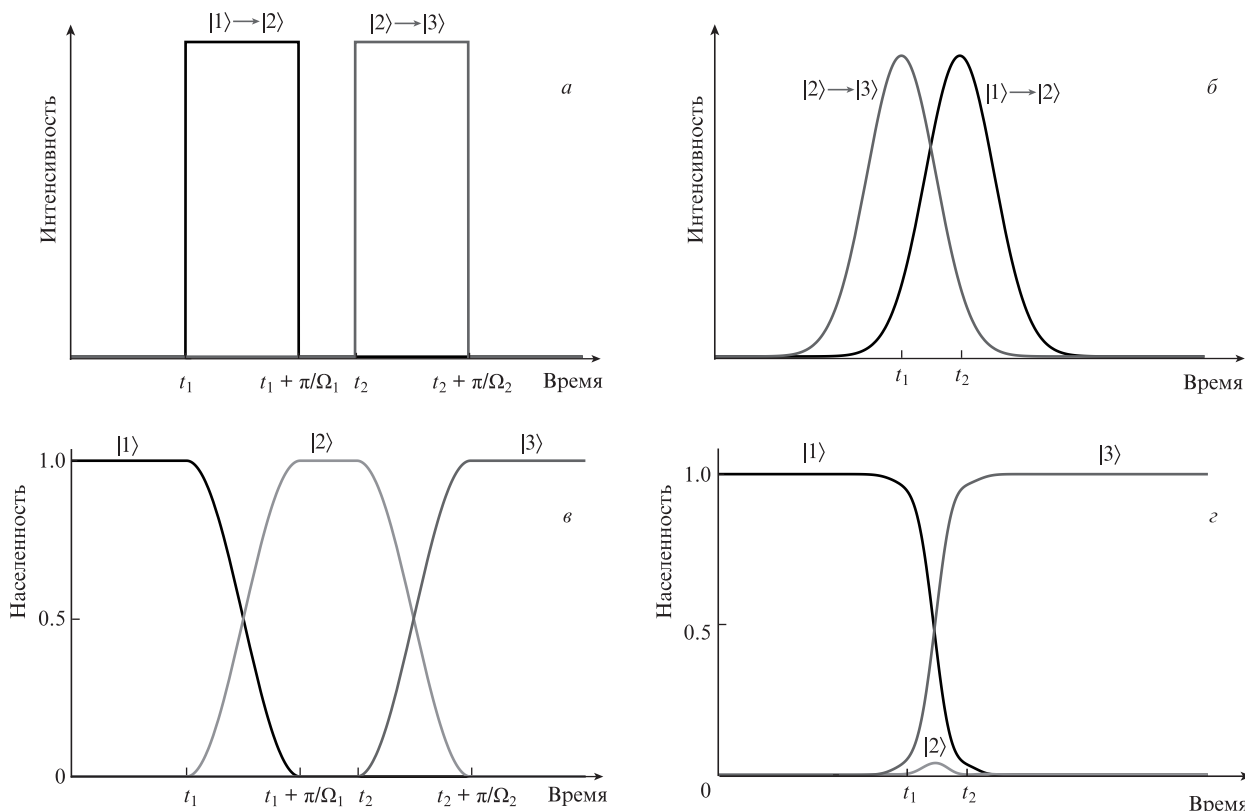 |1⟩→|2⟩ |2⟩→|3⟩
а
Интенсивность
t₁ t₁ + π/Ω₁ t₂ t₂ + π/Ω₂ Время
|2⟩→|3⟩ |1⟩→|2⟩
б
Интенсивность
t₁ t₂
Время
|1⟩ |2⟩ |3⟩
1.0
в
Населенность
0.5
0
t₁ t₁ + π/Ω₁ t₂ t₂ + π/Ω₂ Время
|1⟩ |3⟩
1.0
г
Населенность
0.5
|2⟩
0
t₁ t₂
Время